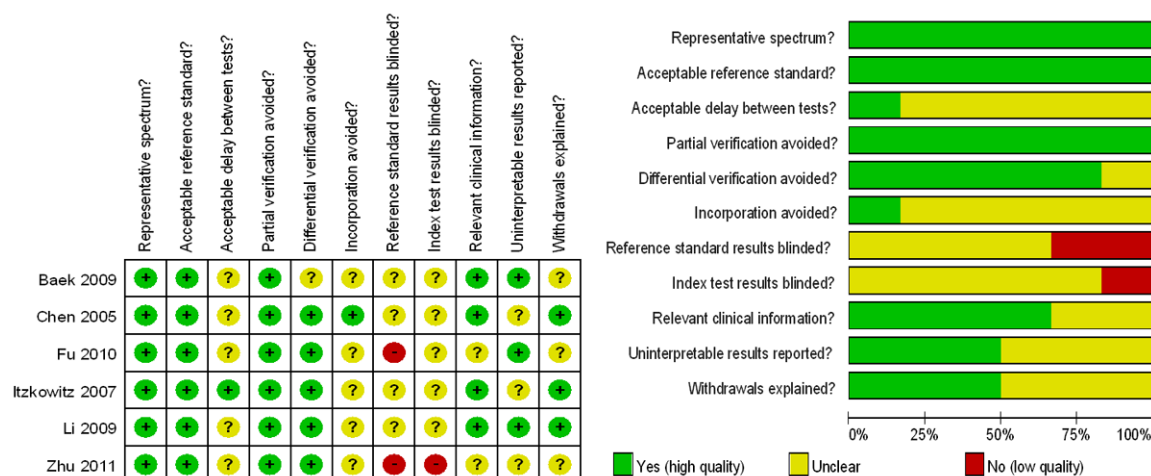 Representative spectrum?
Acceptable reference standard?
Acceptable delay between tests?
Partial verification avoided?
Differential verification avoided?
Incorporation avoided?
Reference standard results blinded?
Index test results blinded?
Relevant clinical information?
Uninterpretable results reported?
Withdrawals explained?
Baek 2009 + + ? + ? ? ? ? + + ?
Chen 2005 + + ? + + + ? ? + ? +
Fu 2010 + + ? + + ? - ? ? + ?
Itzkowitz 2007 + + + + + ? ? ? + ? +
Li 2009 + + ? + + ? ? ? + + +
Zhu 2011 + + ? + + ? - - ? ? ?
Representative spectrum?
Acceptable reference standard?
Acceptable delay between tests?
Partial verification avoided?
Differential verification avoided?
Incorporation avoided?
Reference standard results blinded?
Index test results blinded?
Relevant clinical information?
Uninterpretable results reported?
Withdrawals explained?
0% 25% 50% 75% 100%
Yes (high quality) Unclear No (low quality)